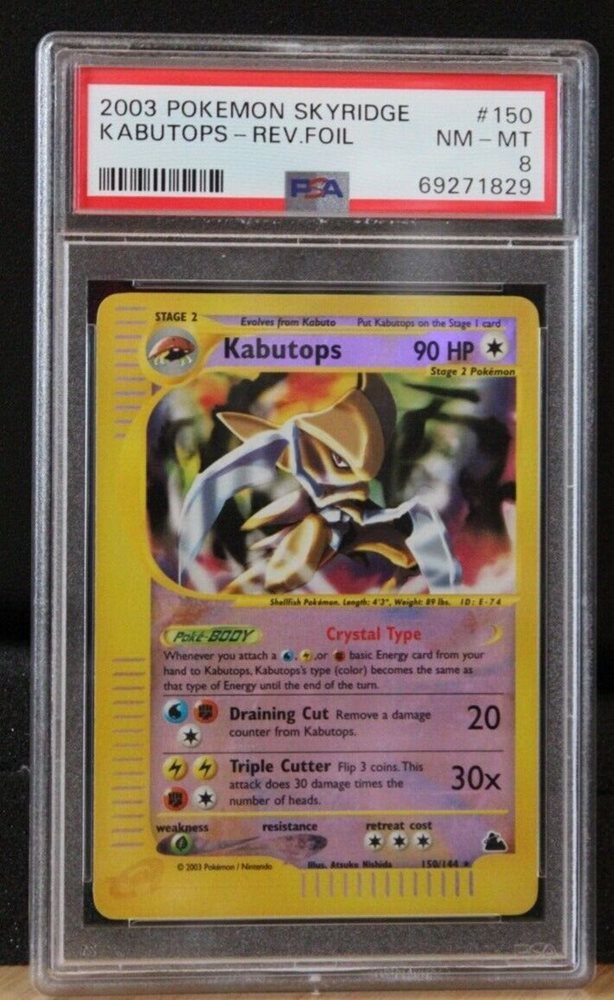 2003 POKEMON SKYRIDGE #150
KABUTOPS - REV.FOIL NM - MT
8
PSA 69271829
STAGE 2 Evolves from Kabuto Put Kabutops on the Stage 1 card
Kabutops 90 HP
Stage 2 Pokémon
Shellfish Pokémon. Length: 4'3", Weight: 89 lbs. ID: E-74
Poké-BODY Crystal Type
Whenever you attach a , , or basic Energy card from your
hand to Kabutops, Kabutops's type (color) becomes the same as
that type of Energy until the end of the turn.
Draining Cut Remove a damage 20
counter from Kabutops.
Triple Cutter Flip 3 coins. This 30x
attack does 30 damage times the
number of heads.
weakness resistance retreat cost
© 2003 Pokémon / Nintendo Illus. Atsuko Nishida 150/144 ★
PSA